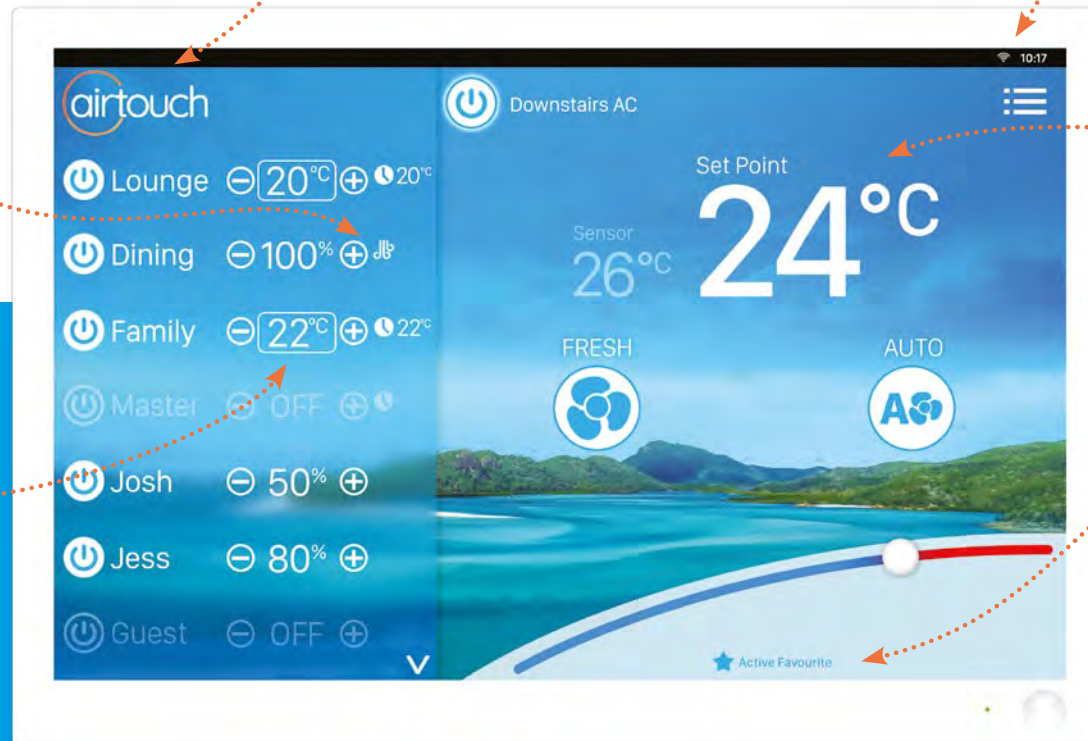 10:17
airtouch
Lounge 20°C 20°C
Dining 100%
Family 22°C 22°C
Master OFF
Josh 50%
Jess 80%
Guest OFF
Downstairs AC
Set Point
24°C
Sensor
26°C
FRESH
AUTO
A
Active Favourite